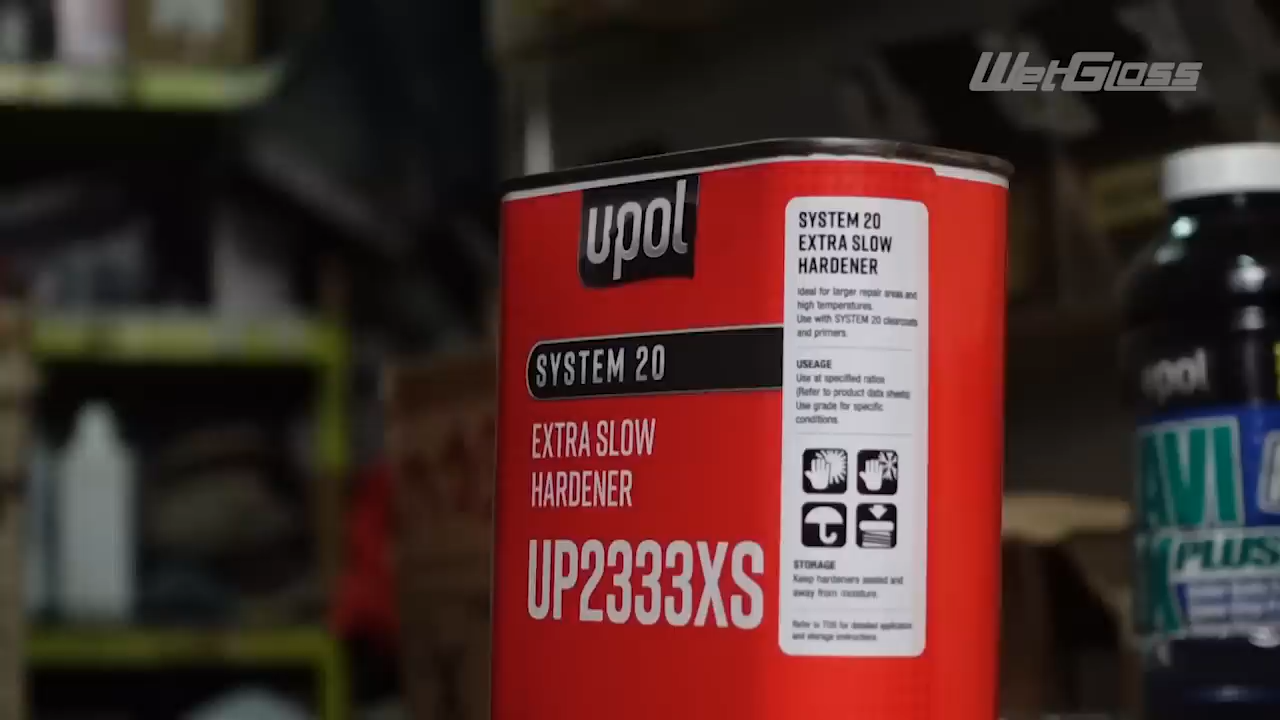 WetGloss
upol
SYSTEM 20
EXTRA SLOW
HARDENER
UP2333XS
SYSTEM 20
EXTRA SLOW
HARDENER
Ideal for larger repair areas and
high temperatures.
Use with SYSTEM 20 clearcoats
and primers.
USEAGE
Use at specified ratios
(Refer to product data sheets)
Use grade for specific
conditions.
STORAGE
Keep hardeners sealed and
away from moisture.
Refer to TDS for detailed application
and storage instructions.
upol
AVI
PLUS